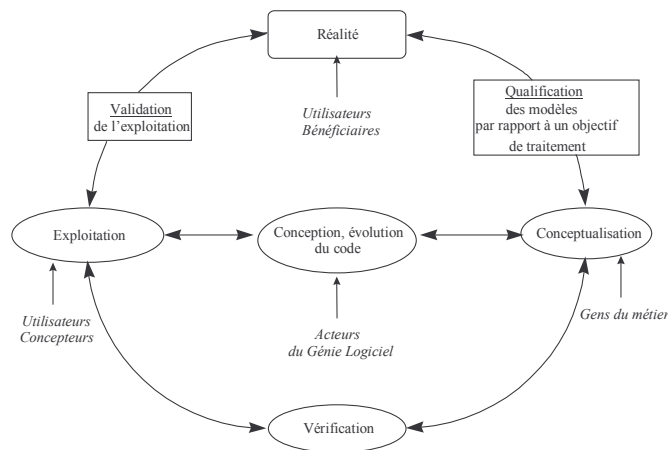 Réalité
Validation
de l’exploitation
Utilisateurs
Bénéficiaires
Qualification
des modèles
par rapport à un objectif
de traitement
Exploitation
Conception, évolution
du code
Conceptualisation
Utilisateurs
Concepteurs
Acteurs
du Génie Logiciel
Gens du métier
Vérification